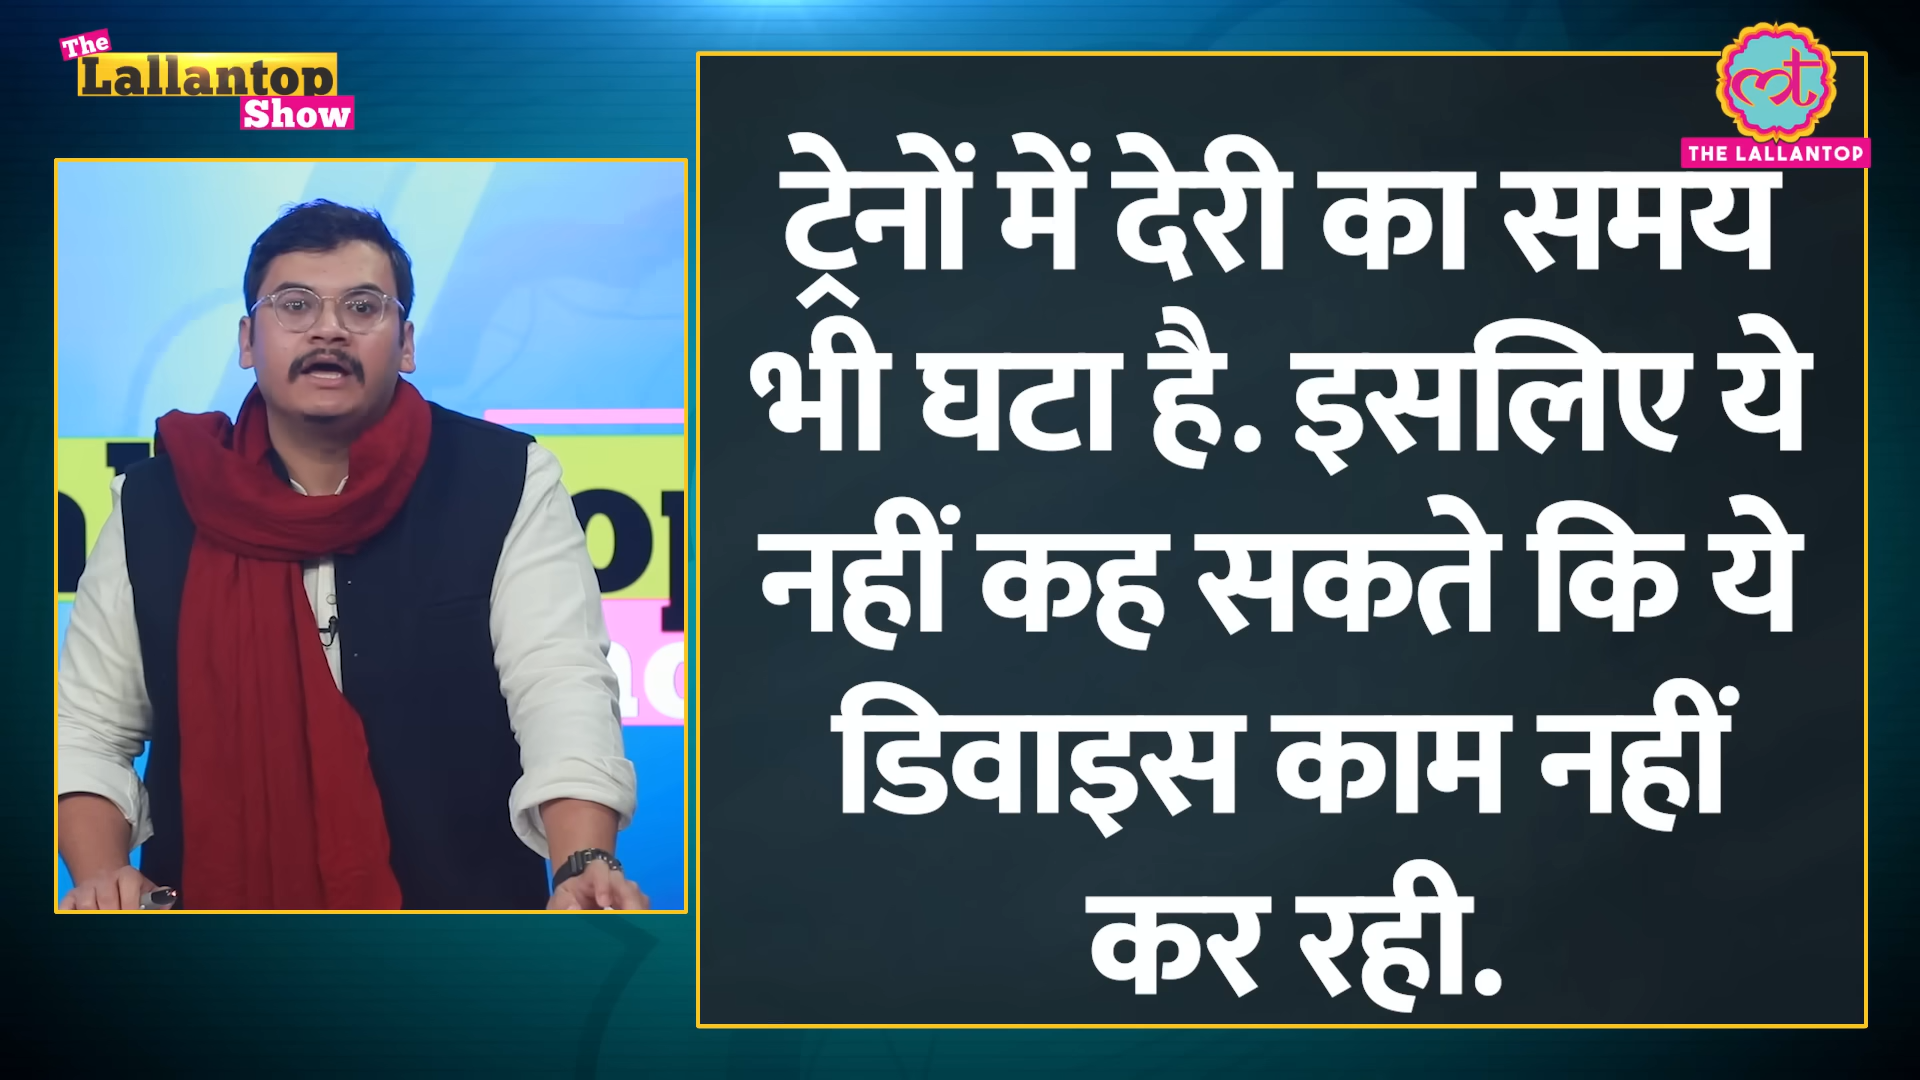 The
Lallantop
Show
THE LALLANTOP
ट्रेनों में देरी का समय
भी घटा है. इसलिए ये
नहीं कह सकते कि ये
डिवाइस काम नहीं
कर रही.